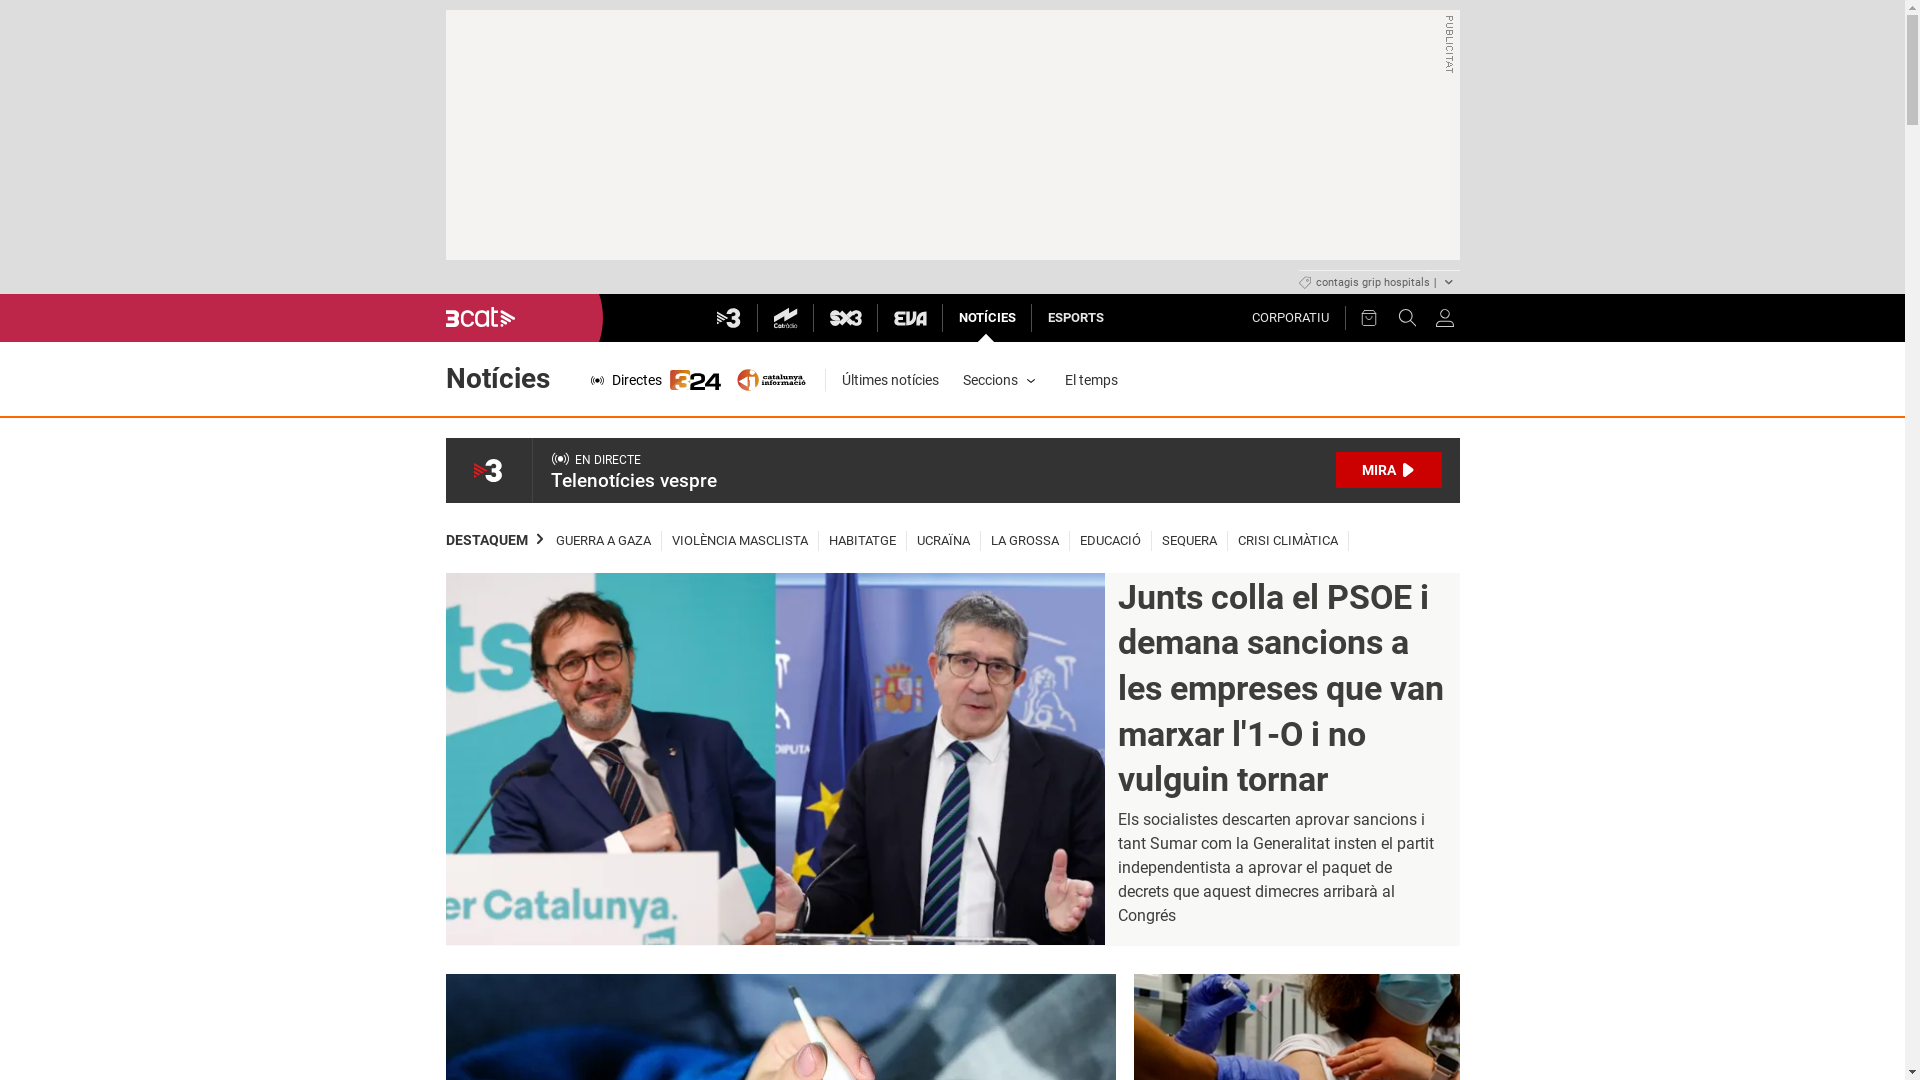 PUBLICITAT
contagis grip hospitals |
3cat
3
Catràdio
SX3
EVA
NOTÍCIES
ESPORTS
CORPORATIU
Notícies
Directes
324
catalunya
informació
Últimes notícies
Seccions
El temps
3
EN DIRECTE
Telenotícies vespre
MIRA
DESTAQUEM
GUERRA A GAZA
VIOLÈNCIA MASCLISTA
HABITATGE
UCRAÏNA
LA GROSSA
EDUCACIÓ
SEQUERA
CRISI CLIMÀTICA
ts
er Catalunya.
Junts colla el PSOE i
demana sancions a
les empreses que van
marxar l'1-O i no
vulguin tornar
Els socialistes descarten aprovar sancions i
tant Sumar com la Generalitat insten el partit
independentista a aprovar el paquet de
decrets que aquest dimecres arribarà al
Congrés